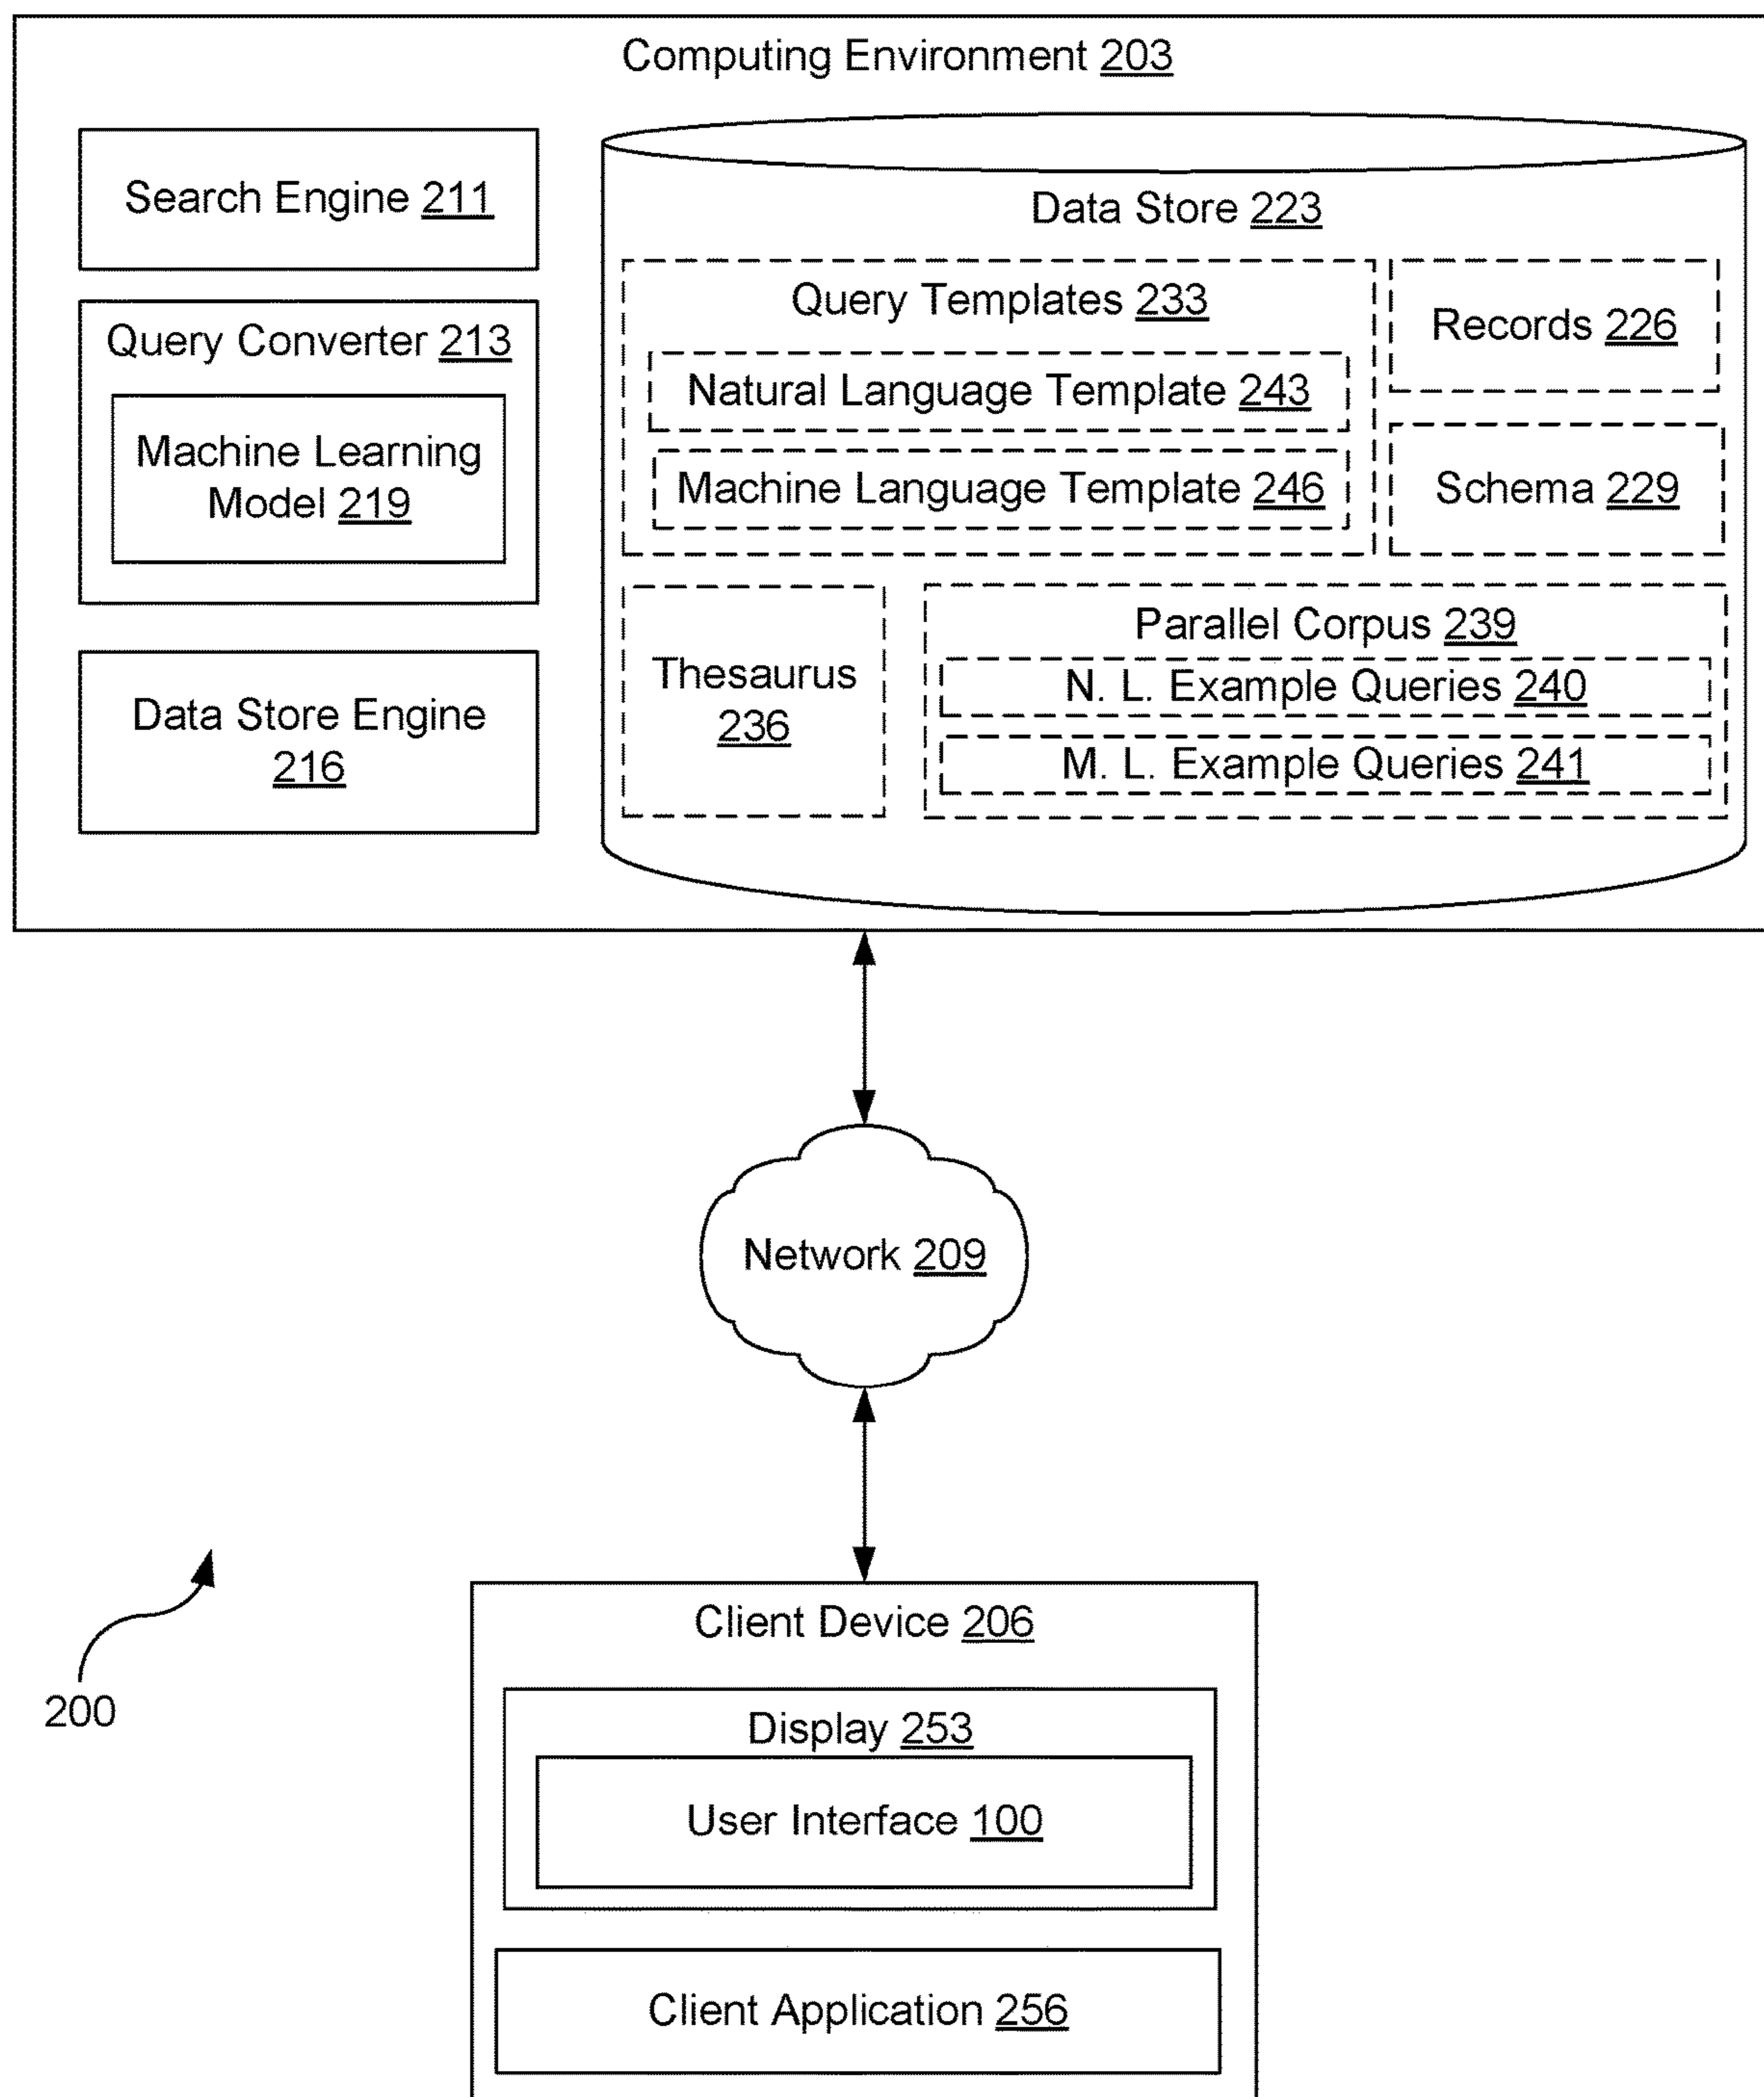 Computing Environment 203
Search Engine 211
Query Converter 213
Machine Learning
Model 219
Data Store Engine
216
Data Store 223
Query Templates 233
Natural Language Template 243
Machine Language Template 246
Records 226
Schema 229
Thesaurus
236
Parallel Corpus 239
N. L. Example Queries 240
M. L. Example Queries 241
Network 209
200
Client Device 206
Display 253
User Interface 100
Client Application 256